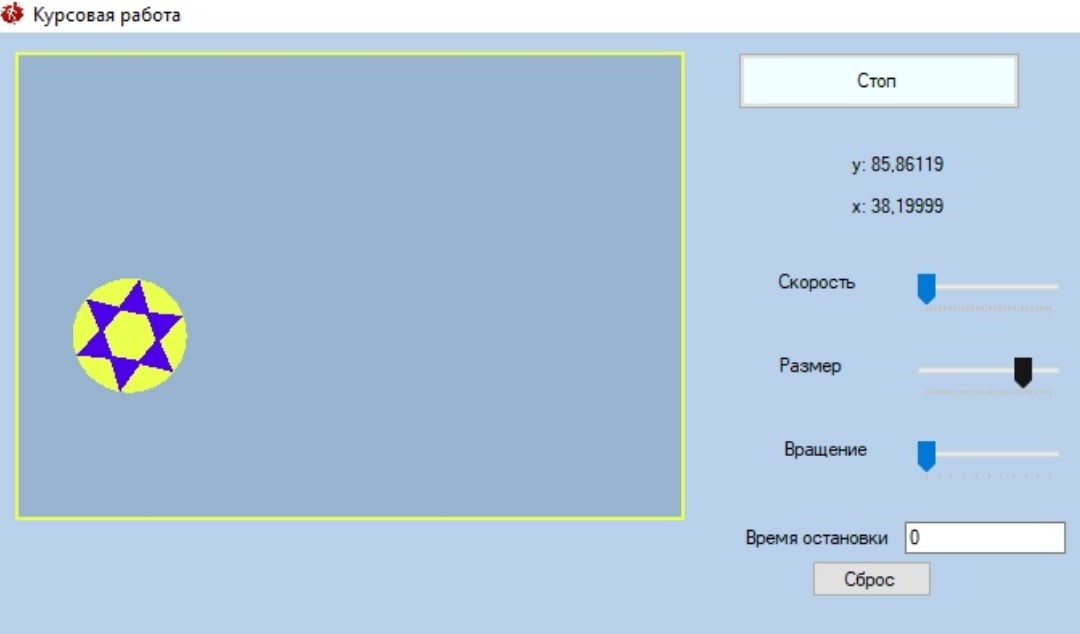 Курсовая работа
Стоп
y: 85,86119
x: 38,19999
Скорость
Размер
Вращение
Время остановки 0
Сброс